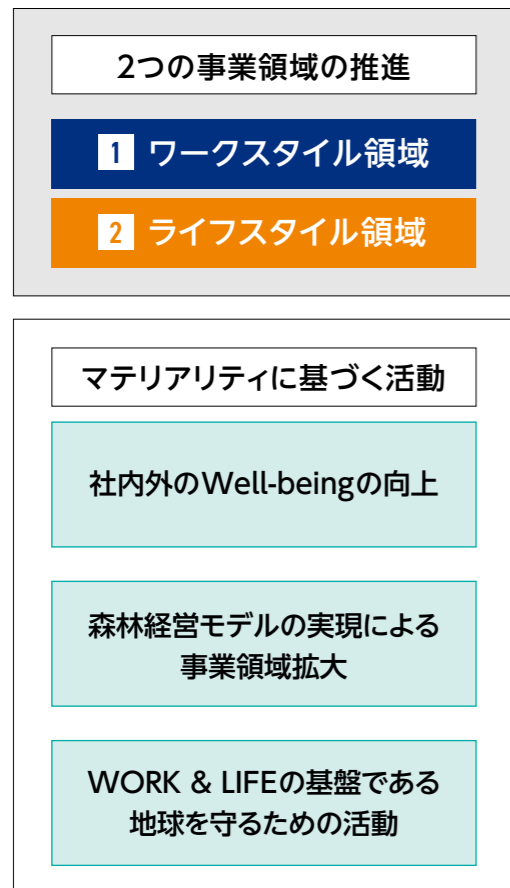 2つの事業領域の推進
1 ワークスタイル領域
2 ライフスタイル領域
マテリアリティに基づく活動
社内外のWell-beingの向上
森林経営モデルの実現による
事業領域拡大
WORK & LIFEの基盤である
地球を守るための活動